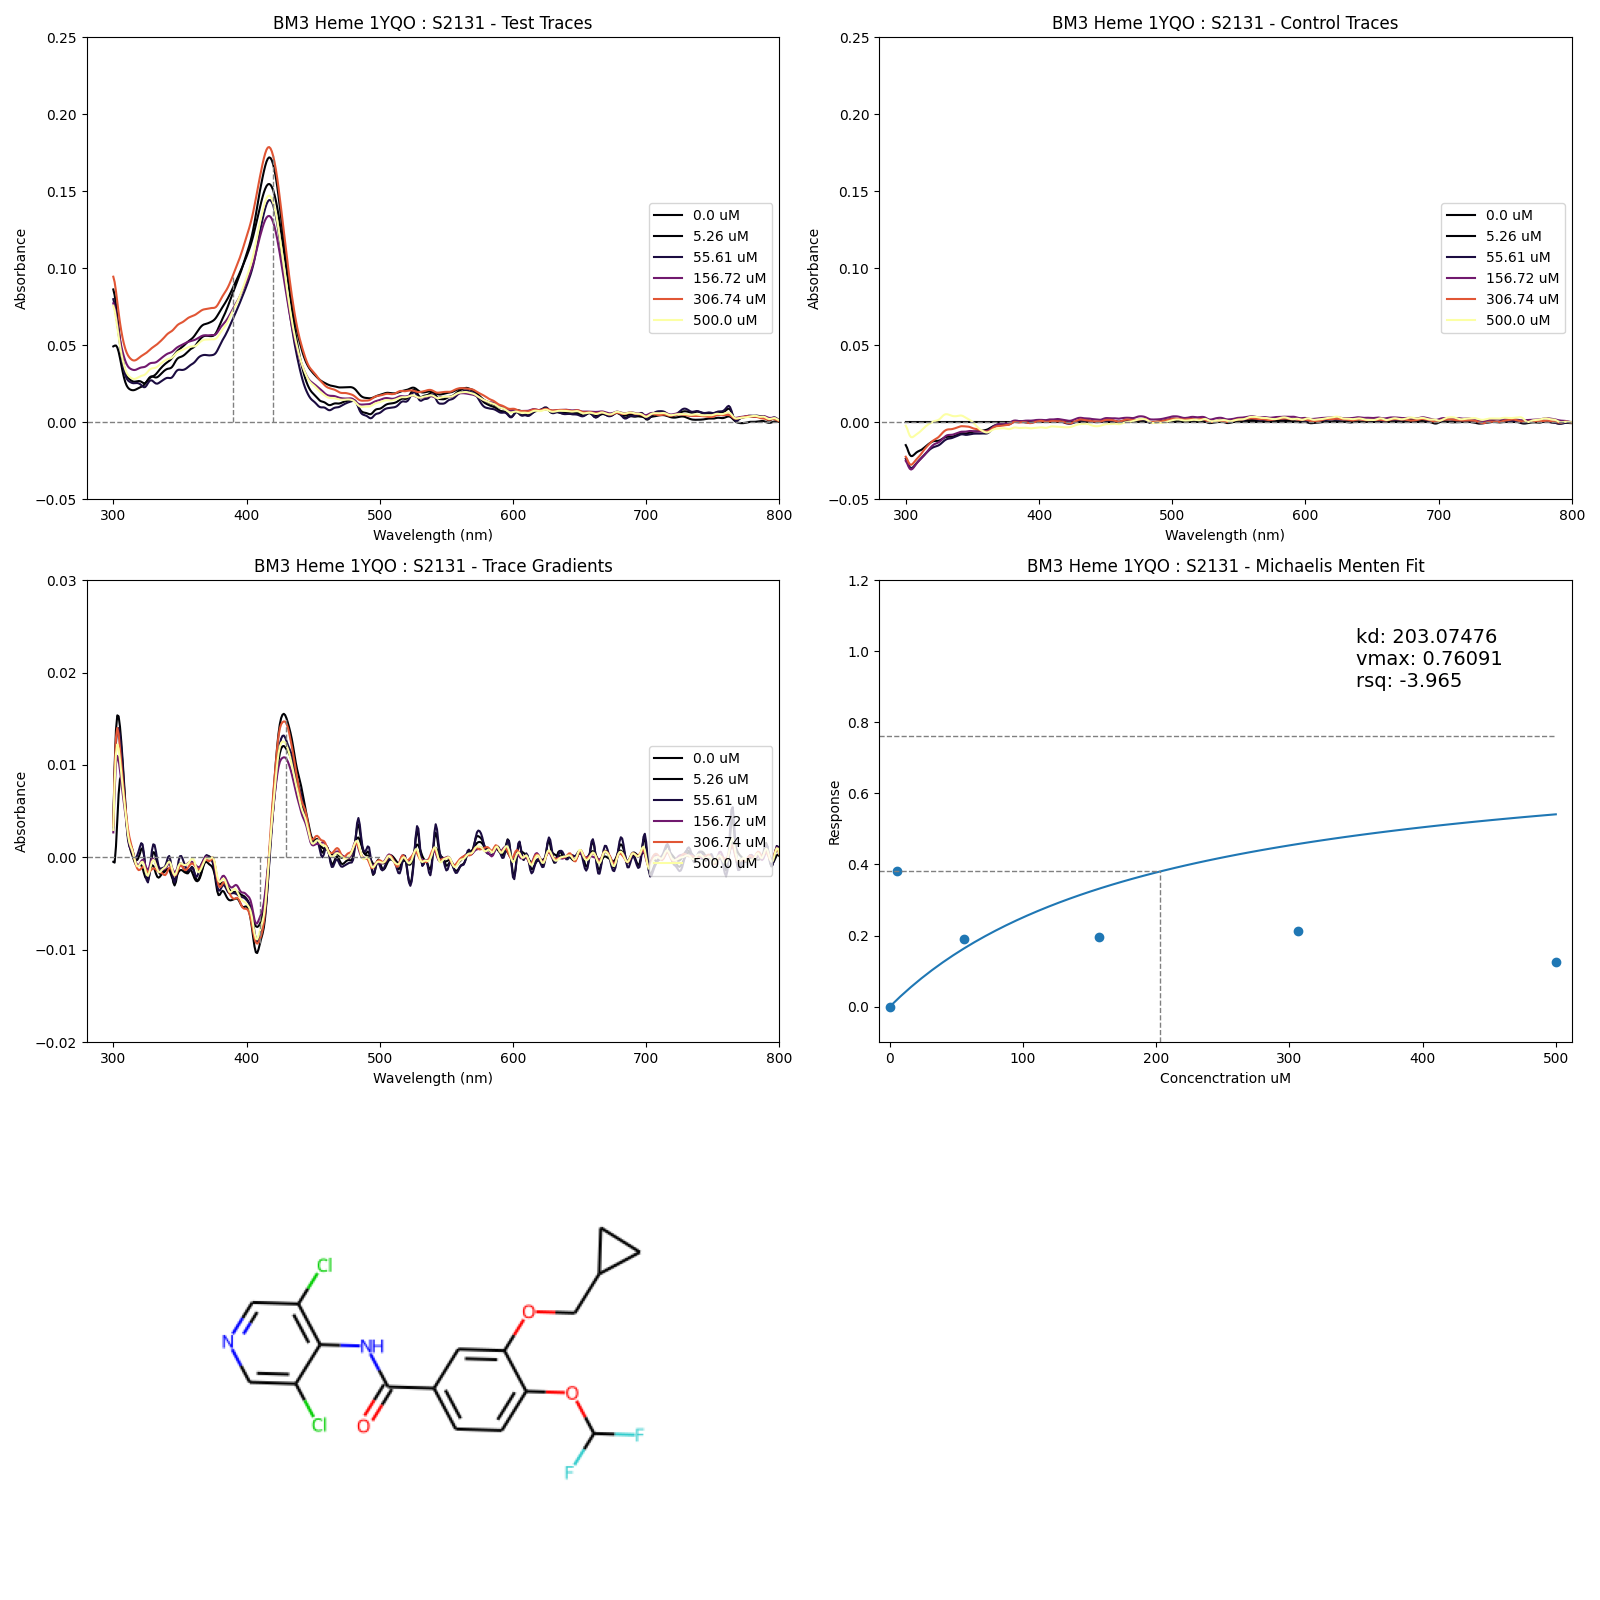 BM3 Heme 1YQO : S2131 - Test Traces
0.25
0.20
0.15
0.10
0.05
0.00
−0.05
Absorbance
300 400 500 600 700 800
Wavelength (nm)
0.0 uM
5.26 uM
55.61 uM
156.72 uM
306.74 uM
500.0 uM
BM3 Heme 1YQO : S2131 - Control Traces
0.25
0.20
0.15
0.10
0.05
0.00
−0.05
Absorbance
300 400 500 600 700 800
Wavelength (nm)
0.0 uM
5.26 uM
55.61 uM
156.72 uM
306.74 uM
500.0 uM
BM3 Heme 1YQO : S2131 - Trace Gradients
0.03
0.02
0.01
0.00
−0.01
−0.02
Absorbance
300 400 500 600 700 800
Wavelength (nm)
0.0 uM
5.26 uM
55.61 uM
156.72 uM
306.74 uM
500.0 uM
BM3 Heme 1YQO : S2131 - Michaelis Menten Fit
1.2
1.0
0.8
0.6
0.4
0.2
0.0
Response
kd: 203.07476
vmax: 0.76091
rsq: -3.965
0 100 200 300 400 500
Concenctration uM
Cl
N
NH
O
Cl
O
O
F
F